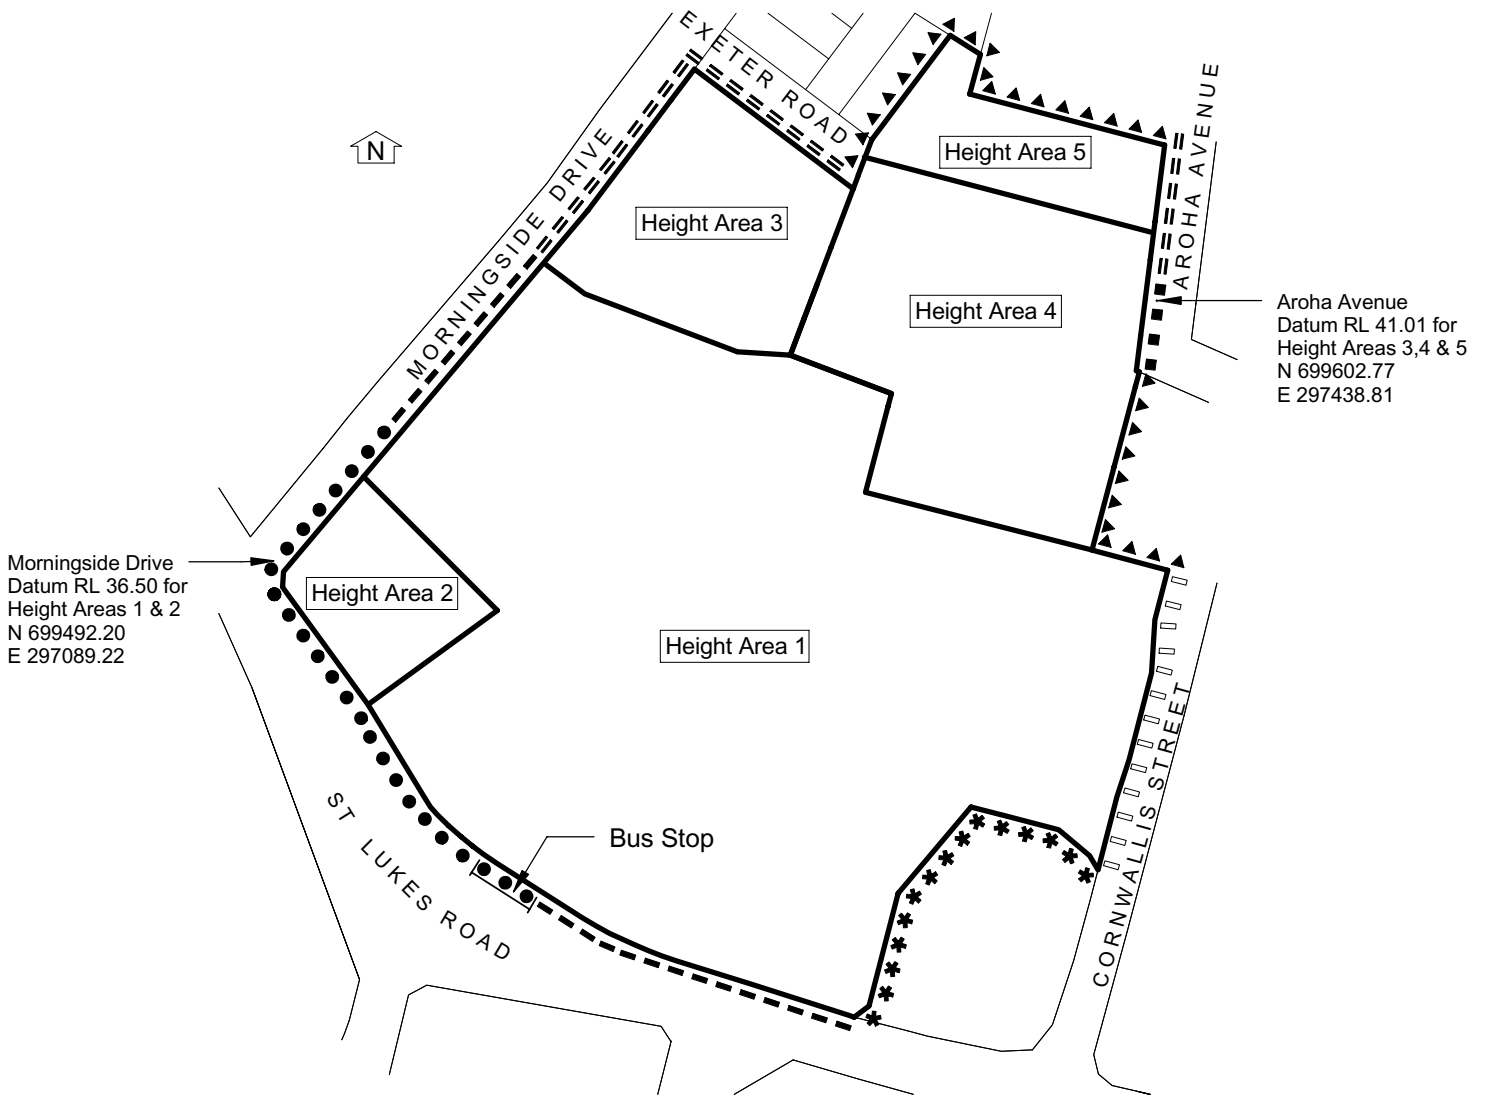 EXETER ROAD
N
MORNINGSIDE DRIVE
AROHA AVENUE
Height Area 5
Height Area 3
Height Area 4
Aroha Avenue
Datum RL 41.01 for
Height Areas 3,4 & 5
N 699602.77
E 297438.81
Morningside Drive
Datum RL 36.50 for
Height Areas 1 & 2
N 699492.20
E 297089.22
Height Area 2
Height Area 1
Bus Stop
ST LUKES ROAD
CORNWALLIS STREET